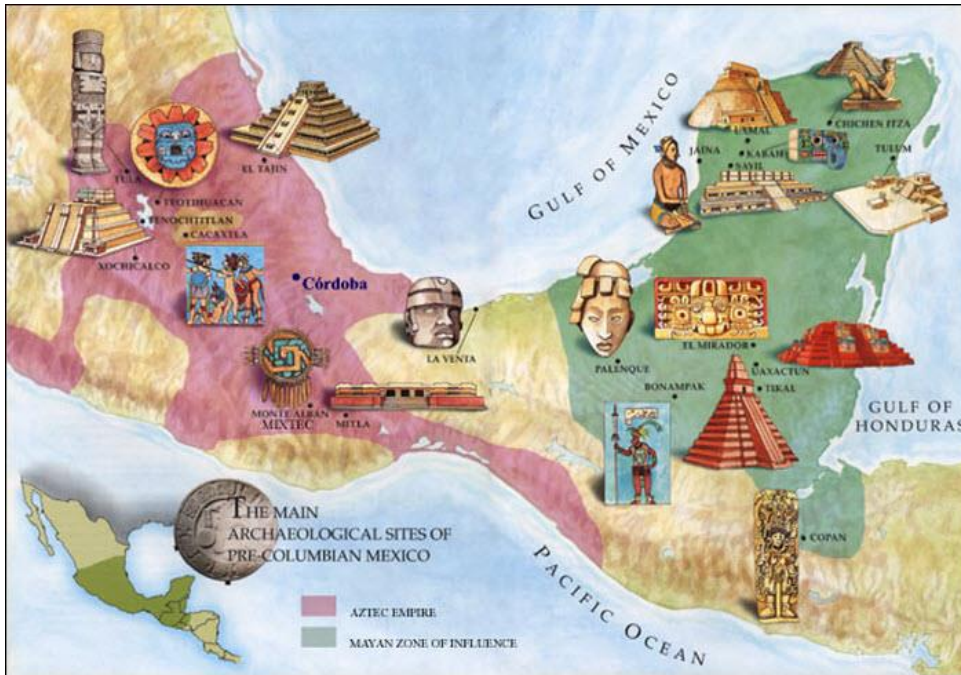 GULF OF MEXICO
CHICHEN ITZA
UXMAL
JAINA
KABAH
SAYIL
TULUM
EL TAJIN
TULA
TEOTIHUACAN
TENOCHTITLAN
CACAXTLA
XOCHICALCO
Córdoba
LA VENTA
EL MIRADOR
PALENQUE
UAXACTUN
TIKAL
BONAMPAK
GULF OF
HONDURAS
MONTE ALBAN
MIXTEC
MITLA
THE MAIN
ARCHAEOLOGICAL SITES OF
PRE-COLUMBIAN MEXICO
COPAN
PACIFIC OCEAN
AZTEC EMPIRE
MAYAN ZONE OF INFLUENCE